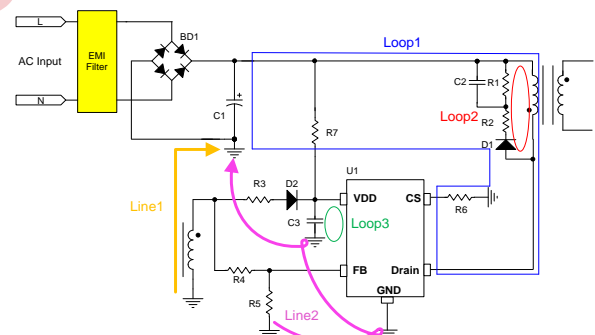 L
AC Input
N
EMI
Filter
BD1
+
C1
Loop1
C2
R1
R2
Loop2
D1
R7
U1
R3
D2
VDD
CS
R6
Line1
C3
Loop3
R4
FB
Drain
GND
R5
Line2